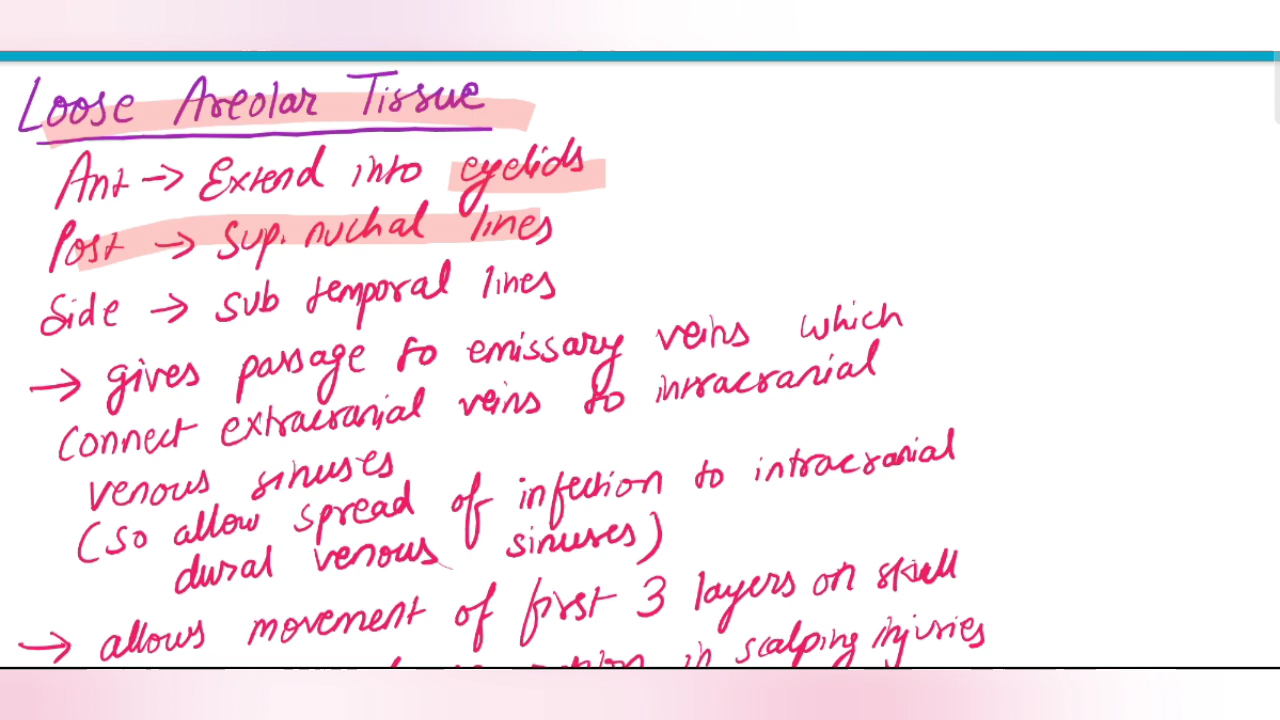 Loose Areolar Tissue
Ant → Extend into eyelids
Post → Sup. nuchal lines
Side → Sub temporal lines
→ gives passage to emissary veins which
connect extracranial veins to intracranial
venous sinuses
(so allow spread of infection to intracranial
dural venous sinuses)
→ allows movement of first 3 layers on skull
in scalping injuries